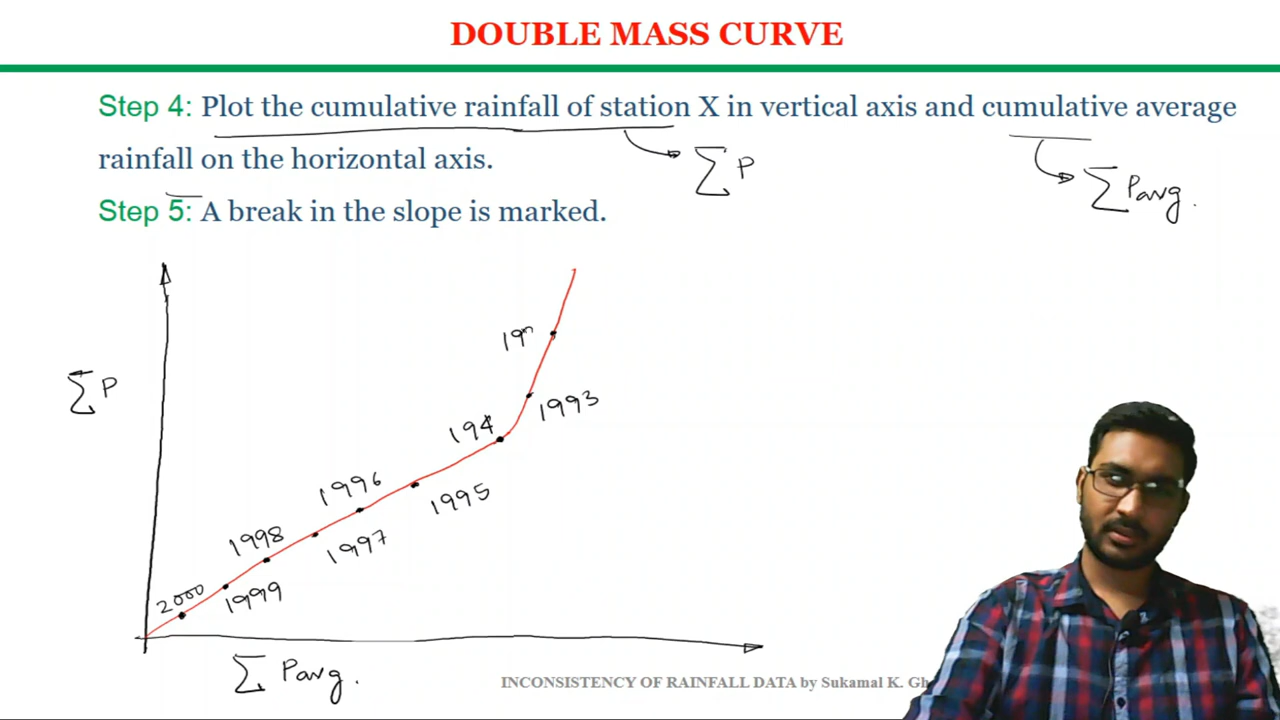 DOUBLE MASS CURVE
Step 4: Plot the cumulative rainfall of station X in vertical axis and cumulative average
rainfall on the horizontal axis.
∑P
∑Pavg.
Step 5: A break in the slope is marked.
∑P
1993
194
1996
1995
1998
1997
2000
1999
∑ Pavg.
INCONSISTENCY OF RAINFALL DATA by Sukamal K.